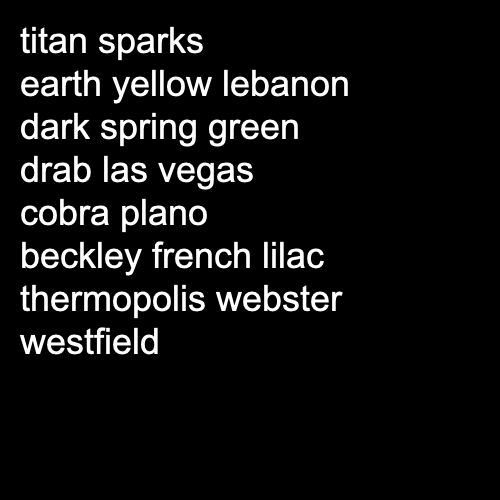 titan sparks
earth yellow lebanon
dark spring green
drab las vegas
cobra plano
beckley french lilac
thermopolis webster
westfield